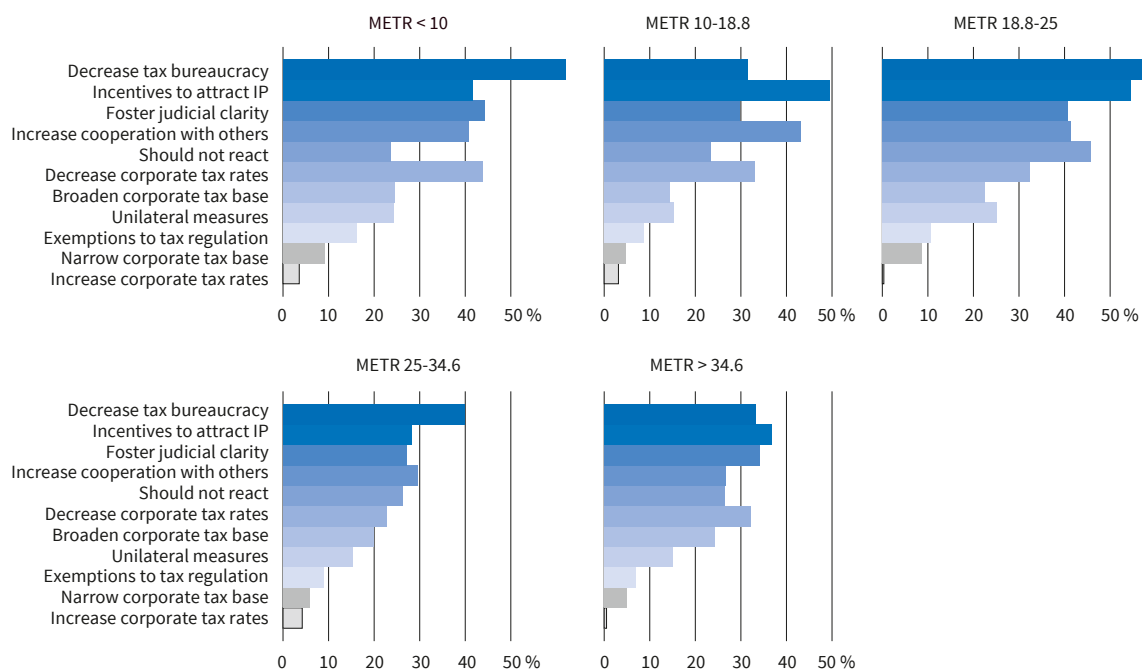 METR < 10
METR 10-18.8
METR 18.8-25
Decrease tax bureaucracy
Incentives to attract IP
Foster judicial clarity
Increase cooperation with others
Should not react
Decrease corporate tax rates
Broaden corporate tax base
Unilateral measures
Exemptions to tax regulation
Narrow corporate tax base
Increase corporate tax rates
0 10 20 30 40 50 %
0 10 20 30 40 50 %
0 10 20 30 40 50 %
METR 25-34.6
METR > 34.6
Decrease tax bureaucracy
Incentives to attract IP
Foster judicial clarity
Increase cooperation with others
Should not react
Decrease corporate tax rates
Broaden corporate tax base
Unilateral measures
Exemptions to tax regulation
Narrow corporate tax base
Increase corporate tax rates
0 10 20 30 40 50 %
0 10 20 30 40 50 %